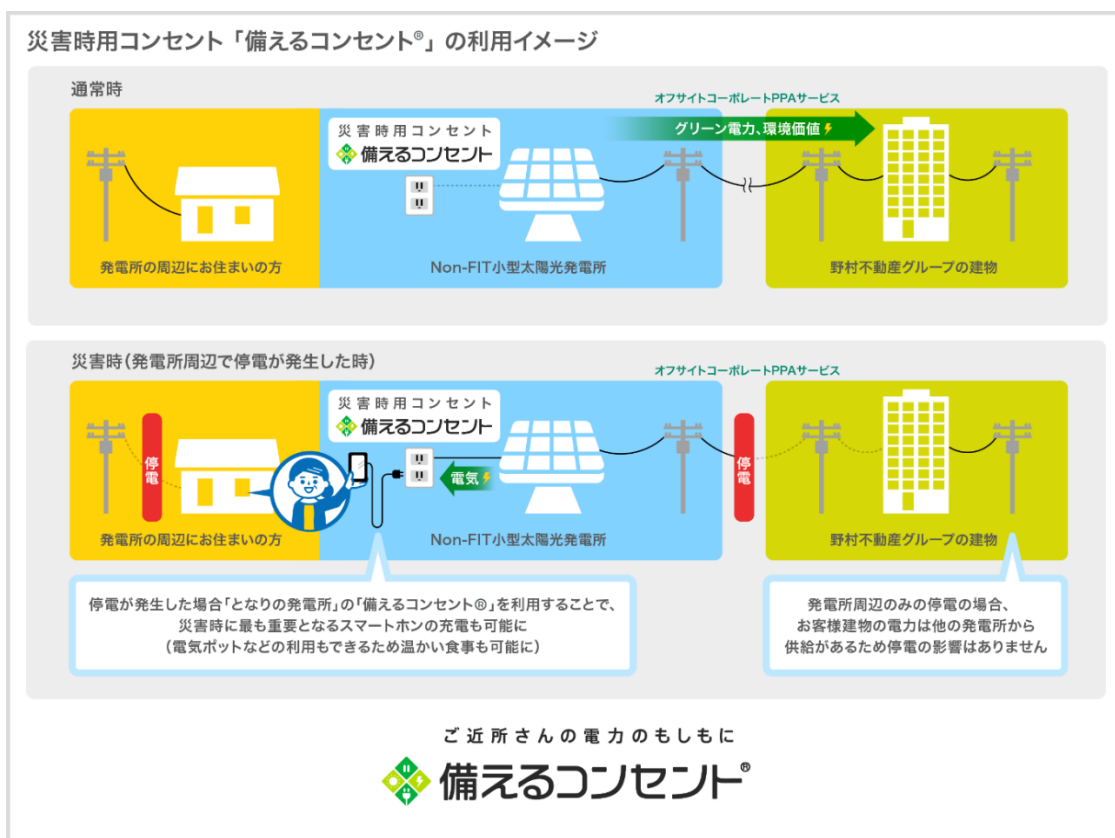 災害時用コンセント「備えるコンセント®」の利用イメージ
通常時
オフサイトコーポレートPPAサービス
グリーン電力、環境価値
災害時用コンセント
備えるコンセント
発電所の周辺にお住まいの方
Non-FIT小型太陽光発電所
野村不動産グループの建物
災害時(発電所周辺で停電が発生した時)
オフサイトコーポレートPPAサービス
災害時用コンセント
備えるコンセント
停電
電気
停電
発電所の周辺にお住まいの方
Non-FIT小型太陽光発電所
野村不動産グループの建物
停電が発生した場合「となりの発電所」の「備えるコンセント®」を利用することで、
災害時に最も重要となるスマートホンの充電も可能に
(電気ポットなどの利用もできるため温かい食事も可能に)
発電所周辺のみの停電の場合、
お客様建物の電力は他の発電所から
供給があるため停電の影響はありません
ご近所さんの電力のもしもに
備えるコンセント®